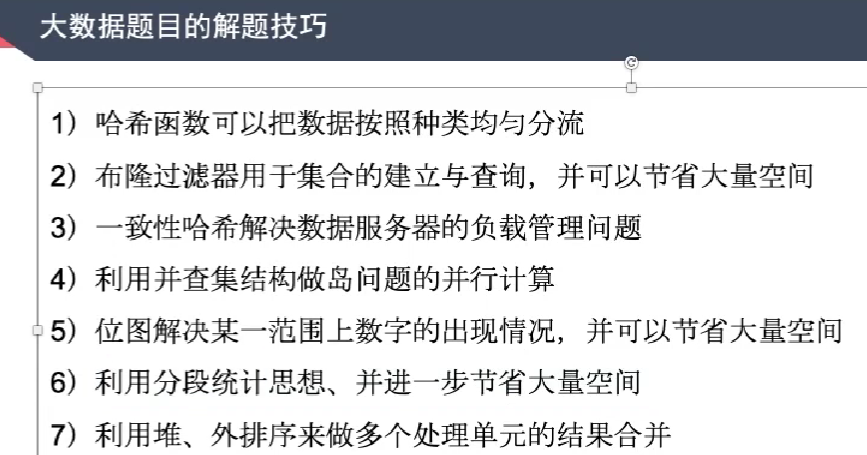 大数据题目的解题技巧
1）哈希函数可以把数据按照种类均匀分流
2）布隆过滤器用于集合的建立与查询，并可以节省大量空间
3）一致性哈希解决数据服务器的负载管理问题
4）利用并查集结构做岛问题的并行计算
5）位图解决某一范围上数字的出现情况，并可以节省大量空间
6）利用分段统计思想、并进一步节省大量空间
7）利用堆、外排序来做多个处理单元的结果合并